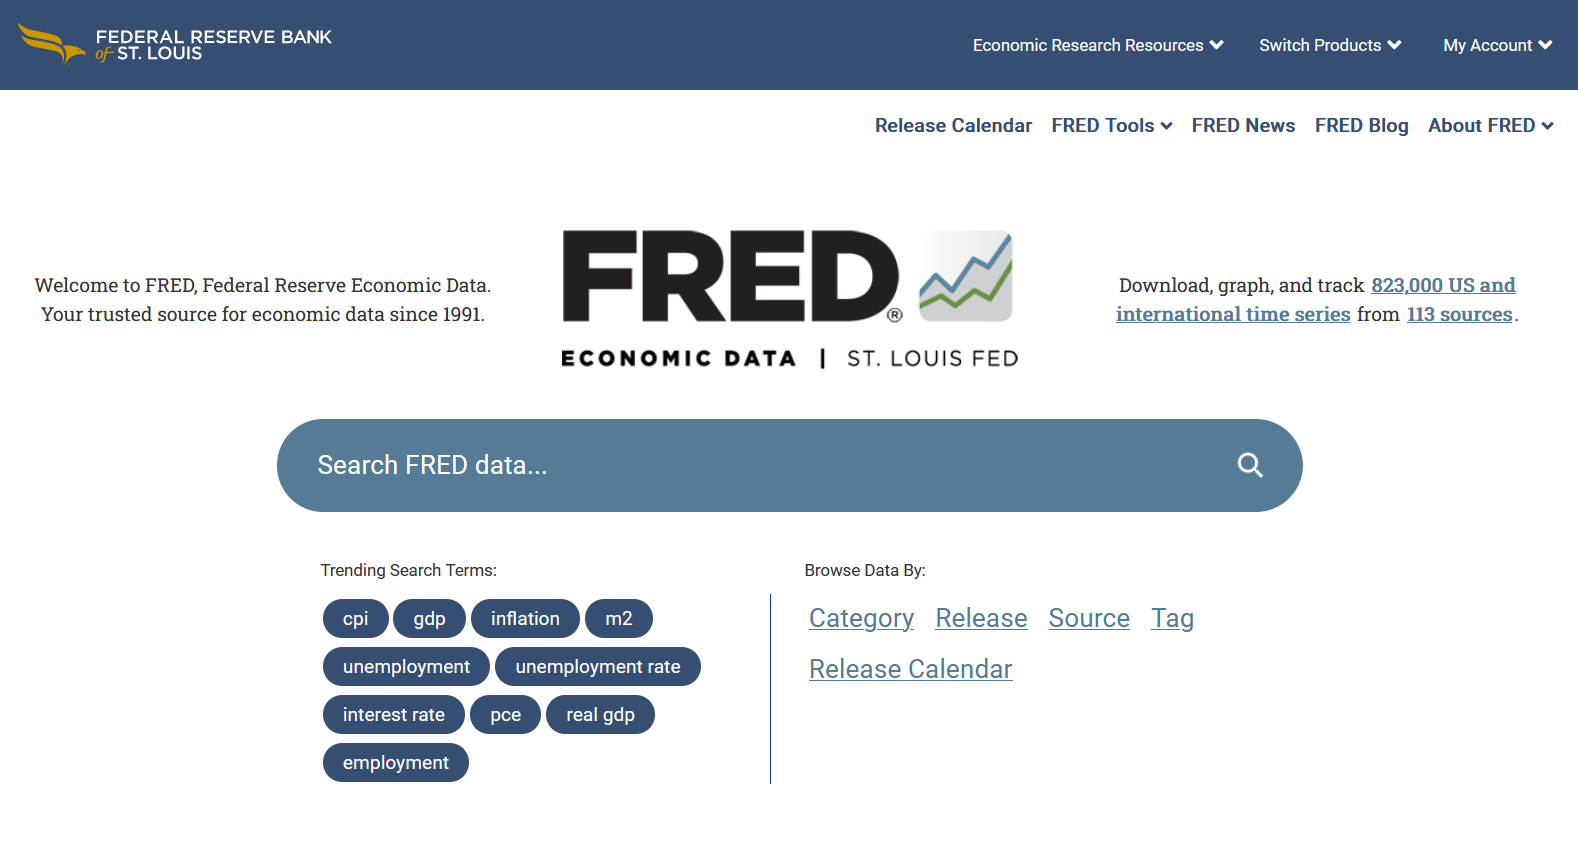 FEDERAL RESERVE BANK
of ST. LOUIS
Economic Research Resources
Switch Products
My Account
Release Calendar
FRED Tools
FRED News
FRED Blog
About FRED
Welcome to FRED, Federal Reserve Economic Data.
Your trusted source for economic data since 1991.
FRED®
ECONOMIC DATA | ST. LOUIS FED
Download, graph, and track 823,000 US and
international time series from 113 sources.
Search FRED data...
Trending Search Terms:
cpi gdp inflation m2
unemployment unemployment rate
interest rate pce real gdp
employment
Browse Data By:
Category Release Source Tag
Release Calendar